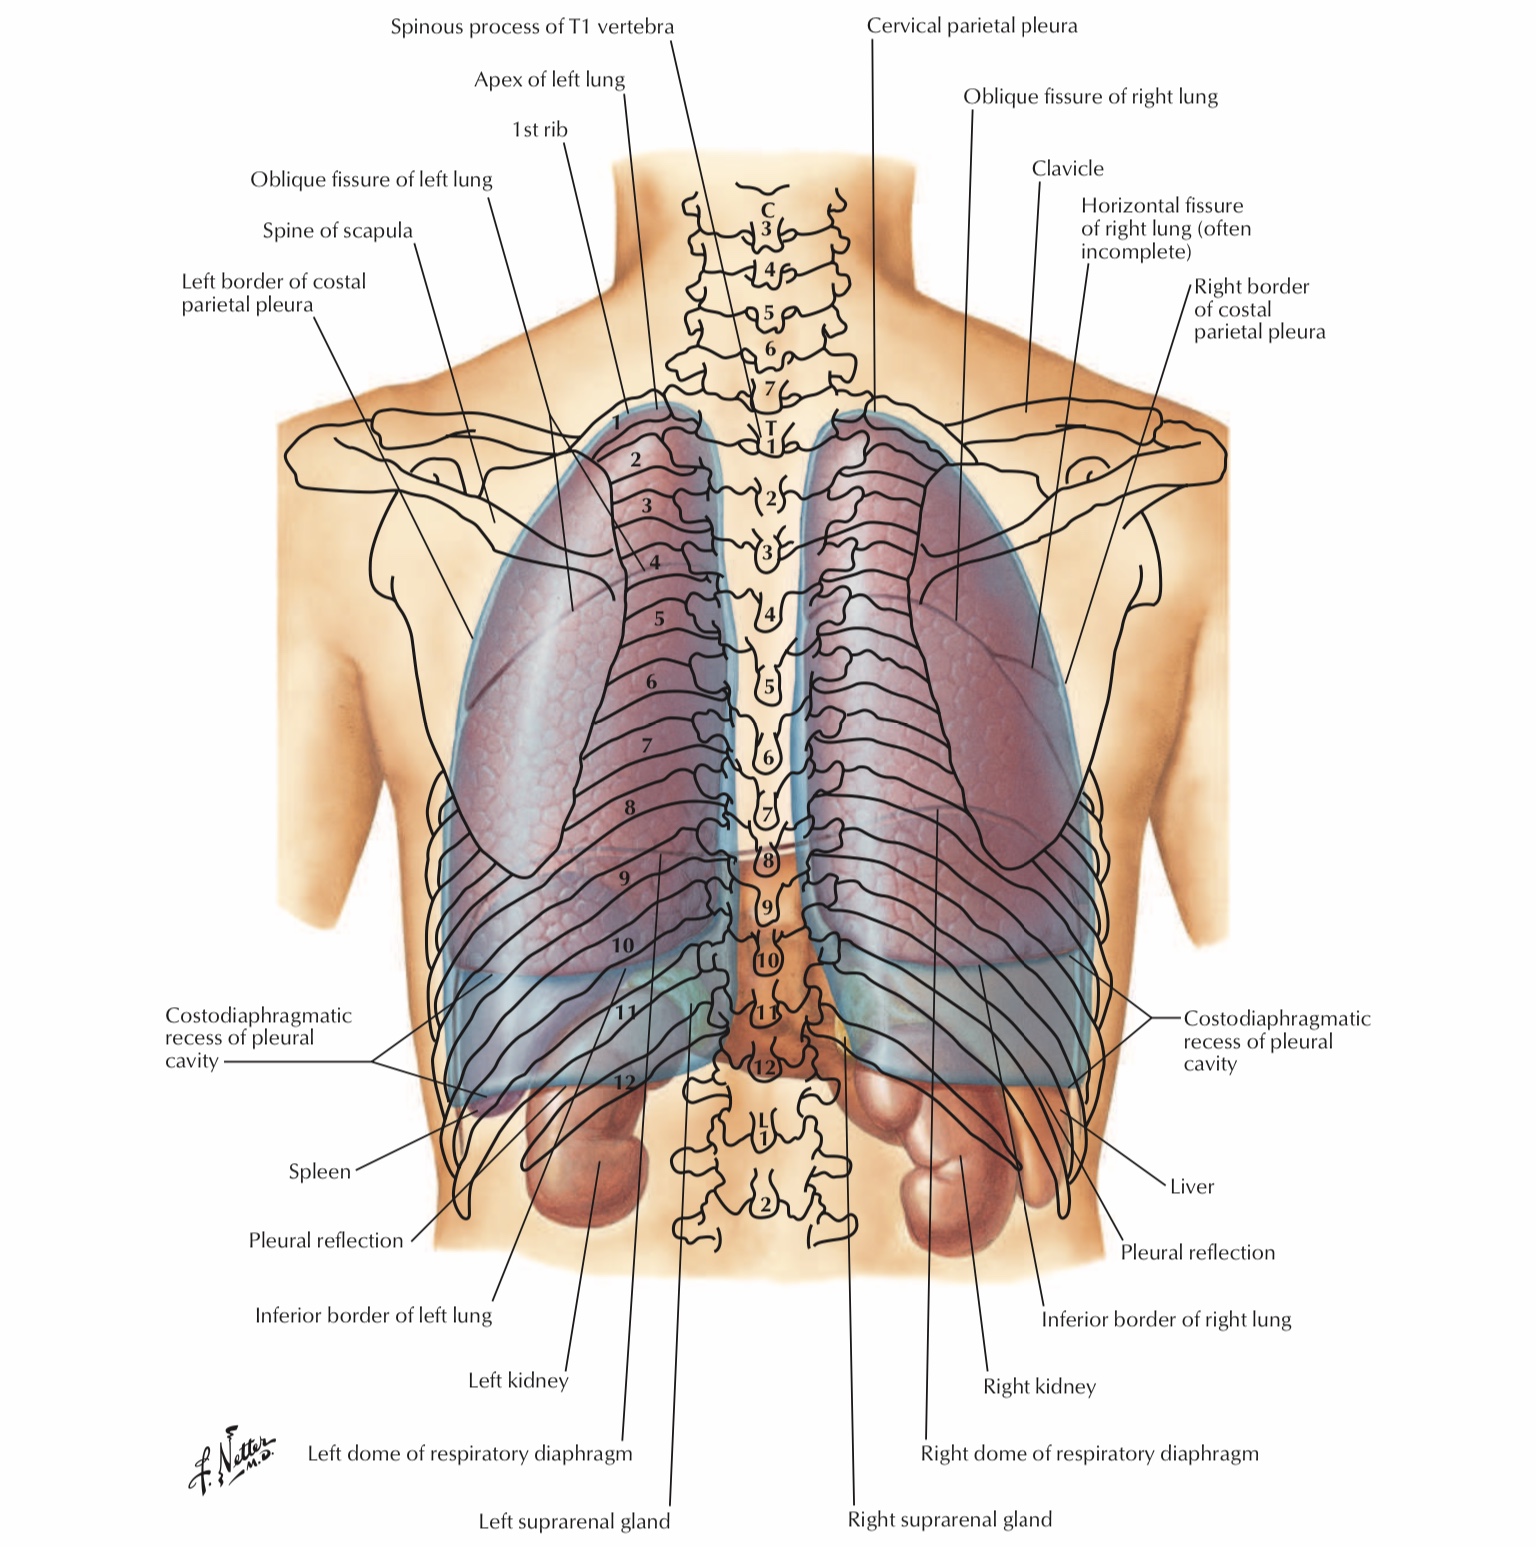 Spinous process of T1 vertebra
Cervical parietal pleura
Apex of left lung
Oblique fissure of right lung
1st rib
Clavicle
Oblique fissure of left lung
Horizontal fissure
of right lung (often
incomplete)
Spine of scapula
Left border of costal
parietal pleura
Right border
of costal
parietal pleura
C
3
4
5
6
7
T
1
2
3
4
5
6
7
8
9
10
11
12
L
1
2
1
2
3
4
5
6
7
8
9
10
11
12
Costodiaphragmatic
recess of pleural
cavity
Costodiaphragmatic
recess of pleural
cavity
Spleen
Liver
Pleural reflection
Pleural reflection
Inferior border of left lung
Inferior border of right lung
Left kidney
Right kidney
Left dome of respiratory diaphragm
Right dome of respiratory diaphragm
Left suprarenal gland
Right suprarenal gland
F. Netter
M.D.